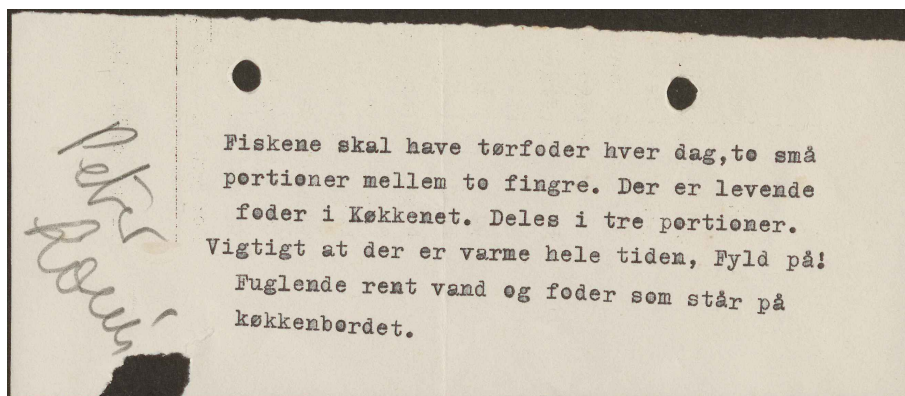 Peter
Fiskene skal have tørfoder hver dag,to små
portioner mellem to fingre. Der er levende
foder i Køkkenet. Deles i tre portioner.
Vigtigt at der er varme hele tiden, Fyld på!
Fuglende rent vand og foder som står på
køkkenbordet.